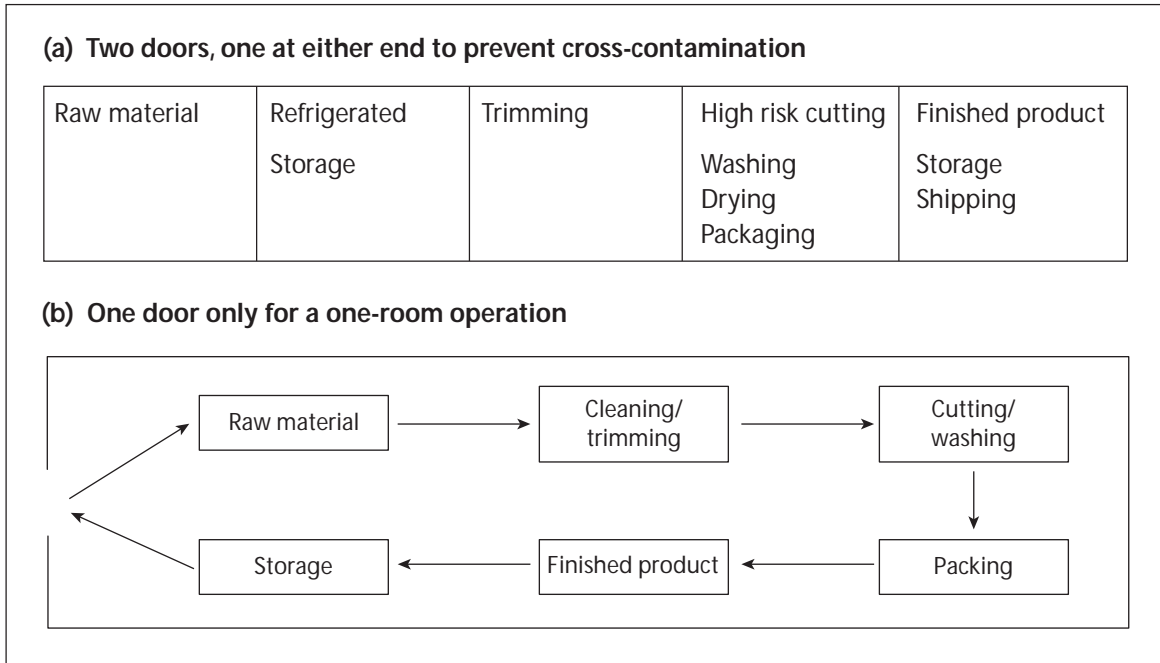 (a) Two doors, one at either end to prevent cross-contamination
Raw material
Refrigerated
Storage
Trimming
High risk cutting
Washing
Drying
Packaging
Finished product
Storage
Shipping
(b) One door only for a one-room operation
Raw material
Cleaning/
trimming
Cutting/
washing
Storage
Finished product
Packing